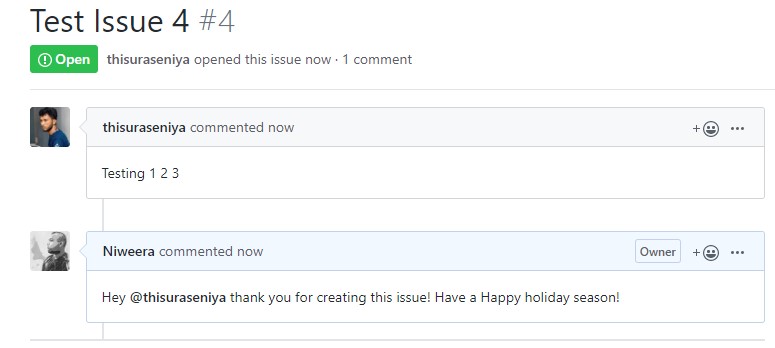 Test Issue 4 #4
Open thisuraseniya opened this issue now · 1 comment
thisuraseniya commented now
Testing 1 2 3
Niweera commented now Owner
Hey @thisuraseniya thank you for creating this issue! Have a Happy holiday season!